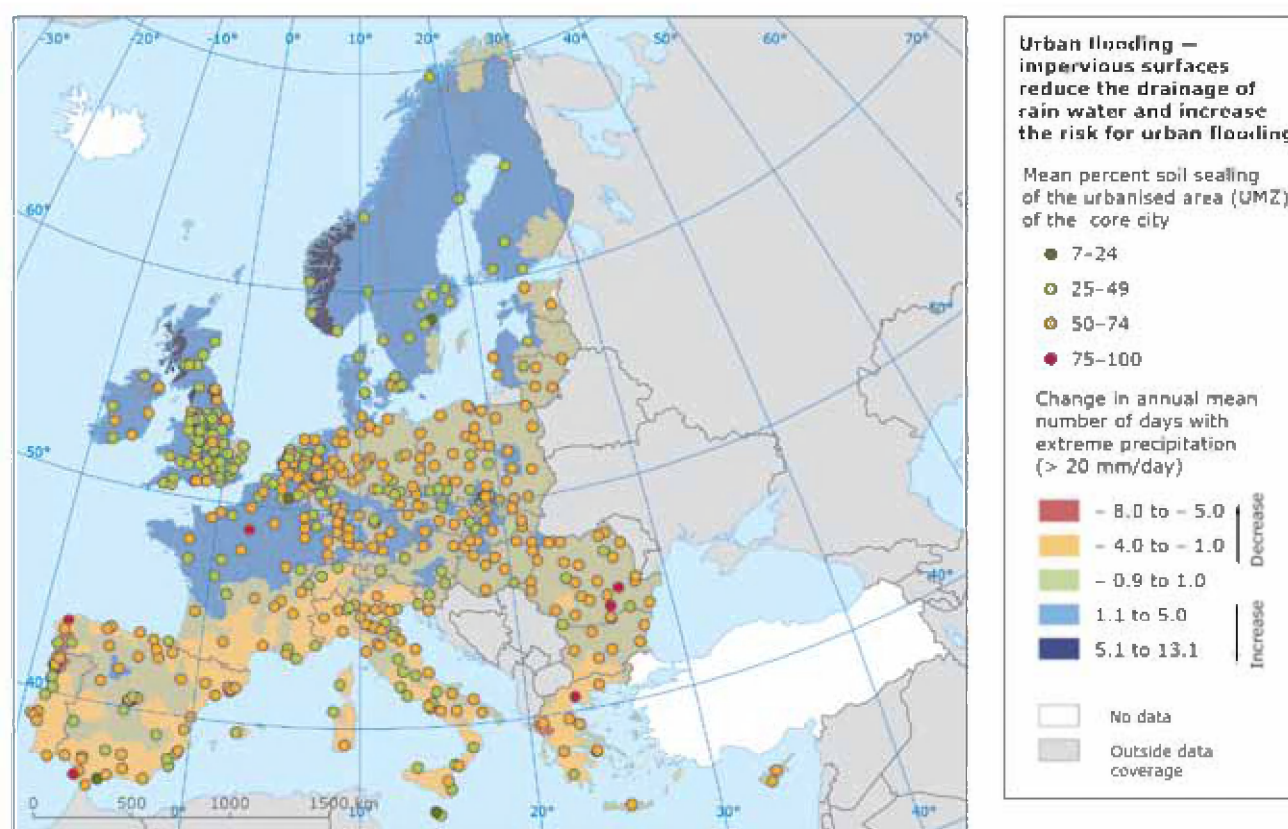 -30° -20° -10° 0° 10° 20° 30° 40° 50° 60° 70°
60°
50°
50°
40°
40°
0 500 1000 1500 km
0° 10° 20° 30° 40°
Urban flooding —
impervious surfaces
reduce the drainage of
rain water and increase
the risk for urban flooding
Mean percent soil sealing
of the urbanised area (UMZ)
of the core city
7–24
25–49
50–74
75–100
Change in annual mean
number of days with
extreme precipitation
(> 20 mm/day)
– 8.0 to – 5.0
– 4.0 to – 1.0
Decrease
– 0.9 to 1.0
1.1 to 5.0
5.1 to 13.1
Increase
No data
Outside data
coverage